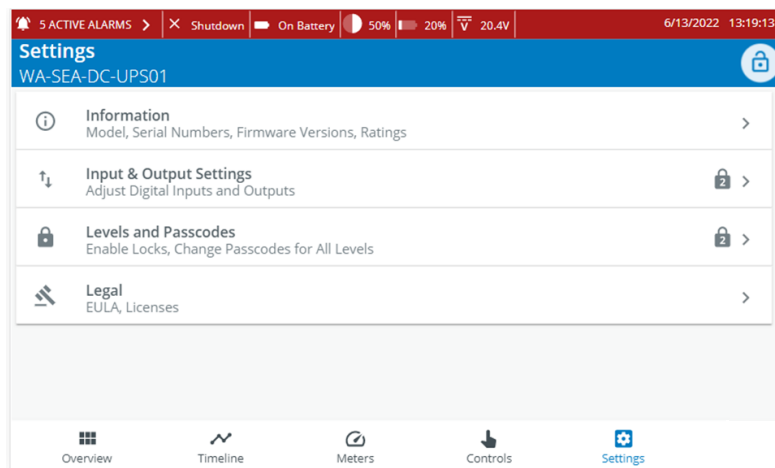 5 ACTIVE ALARMS Shutdown On Battery 50% 20% V 20.4V 6/13/2022 13:19:13
Settings
WA-SEA-DC-UPS01
Information
Model, Serial Numbers, Firmware Versions, Ratings
Input & Output Settings
Adjust Digital Inputs and Outputs
2
Levels and Passcodes
Enable Locks, Change Passcodes for All Levels
2
Legal
EULA, Licenses
Overview Timeline Meters Controls Settings